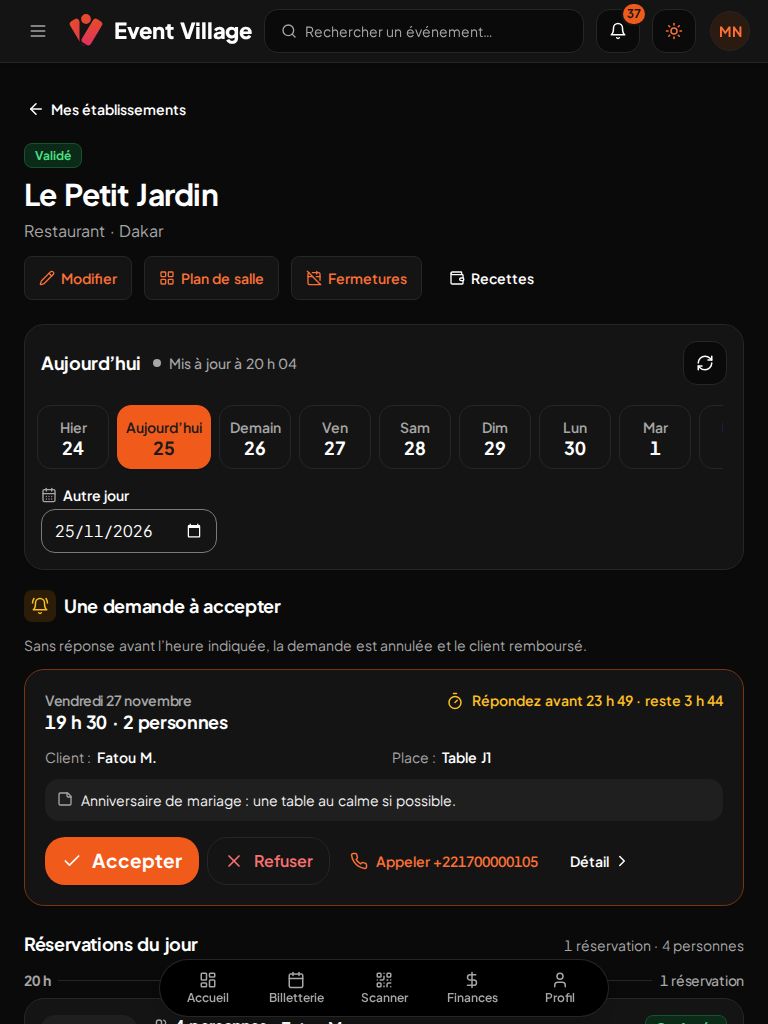 Event Village
Rechercher un événement…
37
MN
Mes établissements
Validé
Le Petit Jardin
Restaurant · Dakar
Modifier
Plan de salle
Fermetures
Recettes
Aujourd’hui
Mis à jour à 20 h 04
Hier
24
Aujourd’hui
25
Demain
26
Ven
27
Sam
28
Dim
29
Lun
30
Mar
1
Autre jour
25/11/2026
Une demande à accepter
Sans réponse avant l’heure indiquée, la demande est annulée et le client remboursé.
Vendredi 27 novembre
Répondez avant 23 h 49 · reste 3 h 44
19 h 30 · 2 personnes
Client : Fatou M.
Place : Table J1
Anniversaire de mariage : une table au calme si possible.
Accepter
Refuser
Appeler +221700000105
Détail
Réservations du jour
1 réservation · 4 personnes
20 h
1 réservation
Accueil
Billetterie
Scanner
Finances
Profil